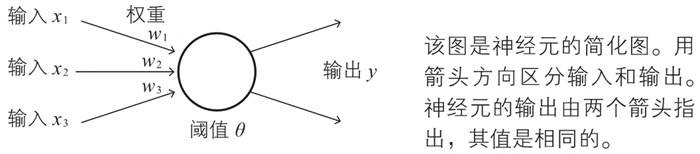 输入 x₁ 权重
w₁
输入 x₂ w₂ 输出 y
w₃
输入 x₃
阈值 θ
该图是神经元的简化图。用
箭头方向区分输入和输出。
神经元的输出由两个箭头指
出，其值是相同的。